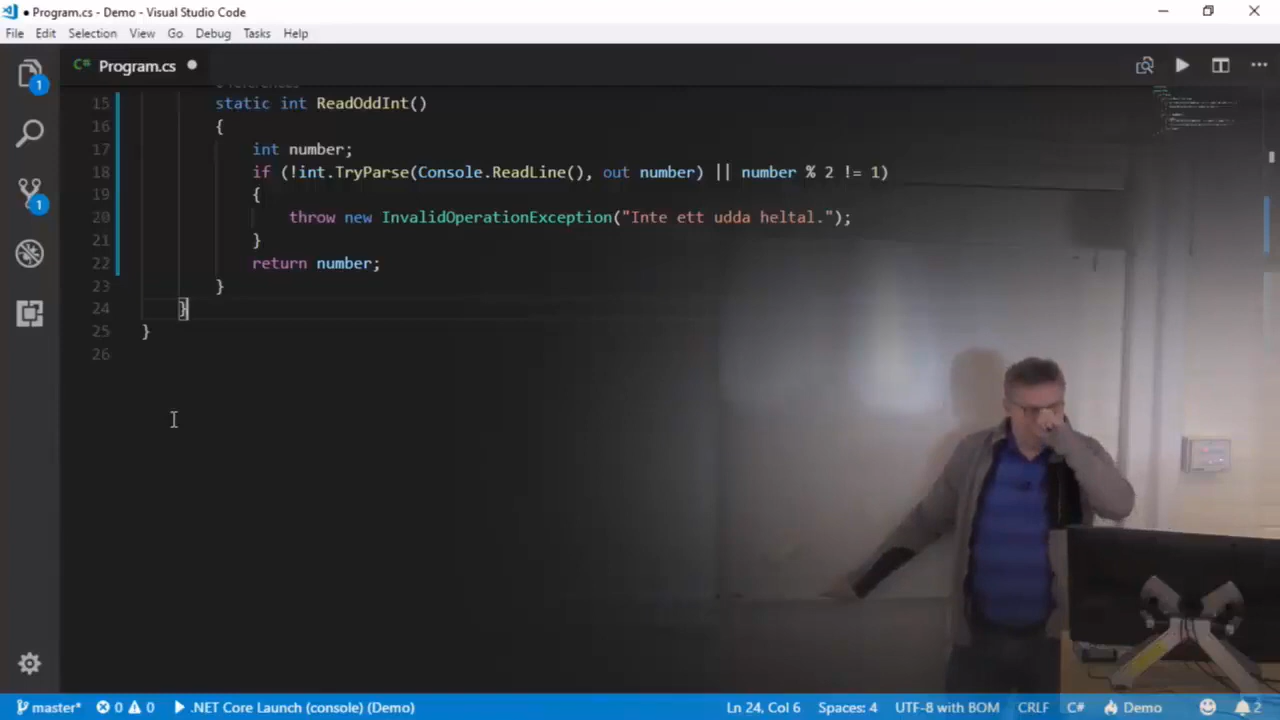 Program.cs - Demo - Visual Studio Code
File Edit Selection View Go Debug Tasks Help
C# Program.cs
15 static int ReadOddInt()
16 {
17 int number;
18 if (!int.TryParse(Console.ReadLine(), out number) || number % 2 != 1)
19 {
20 throw new InvalidOperationException("Inte ett udda heltal.");
21 }
22 return number;
23 }
24 }
25 }
26
1
1
master* 0 0 .NET Core Launch (console) (Demo) Ln 24, Col 6 Spaces: 4 UTF-8 with BOM CRLF C# Demo 2